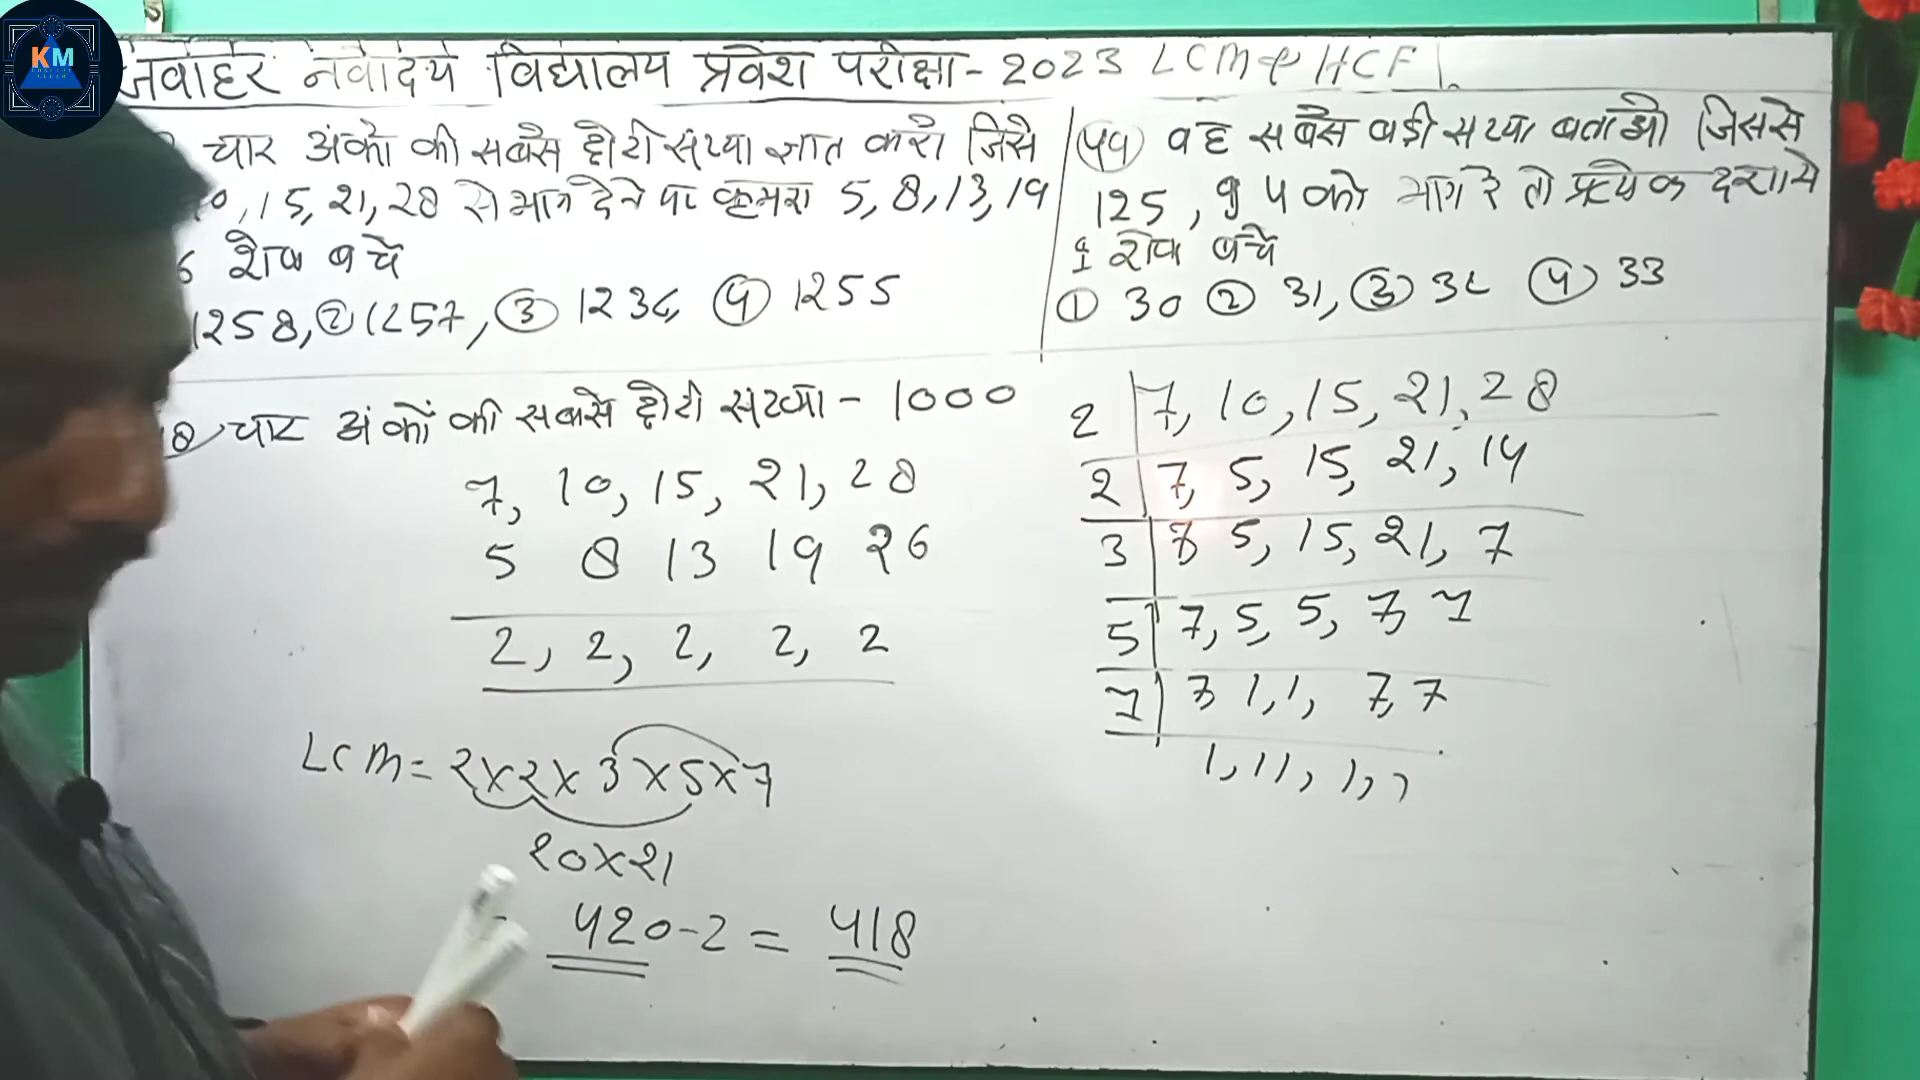 KM
जवाहर नवोदय विद्यालय प्रवेश परीक्षा - 2023 LCM & HCF
चार अंको की सबसे छोटी संख्या ज्ञात करो जिसे
10, 15, 21, 28 से भाग देने पर क्रमशः 5, 8, 13, 19
6 शेष बचे
1258, ② 1257, ③ 1236, ④ 1255
वह सबसे बड़ी संख्या बताओ जिससे
125, 94 को भाग दे तो प्रत्येक दशा मे
1 शेष बचे
① 30 ② 31, ③ 32 ④ 33
चार अंकों की सबसे छोटी संख्या - 1000
7, 10, 15, 21, 28
5 8 13 19 26
2, 2, 2, 2, 2
LCM = 2×2×3×5×7
20×21
= 420-2 = 418
2 | 7, 10, 15, 21, 28
2 | 7, 5, 15, 21, 14
3 | 7 5, 15, 21, 7
5 | 7, 5, 5, 7, 7
7 | 7, 1, 1, 7, 7
1, 1 1, 1, 1